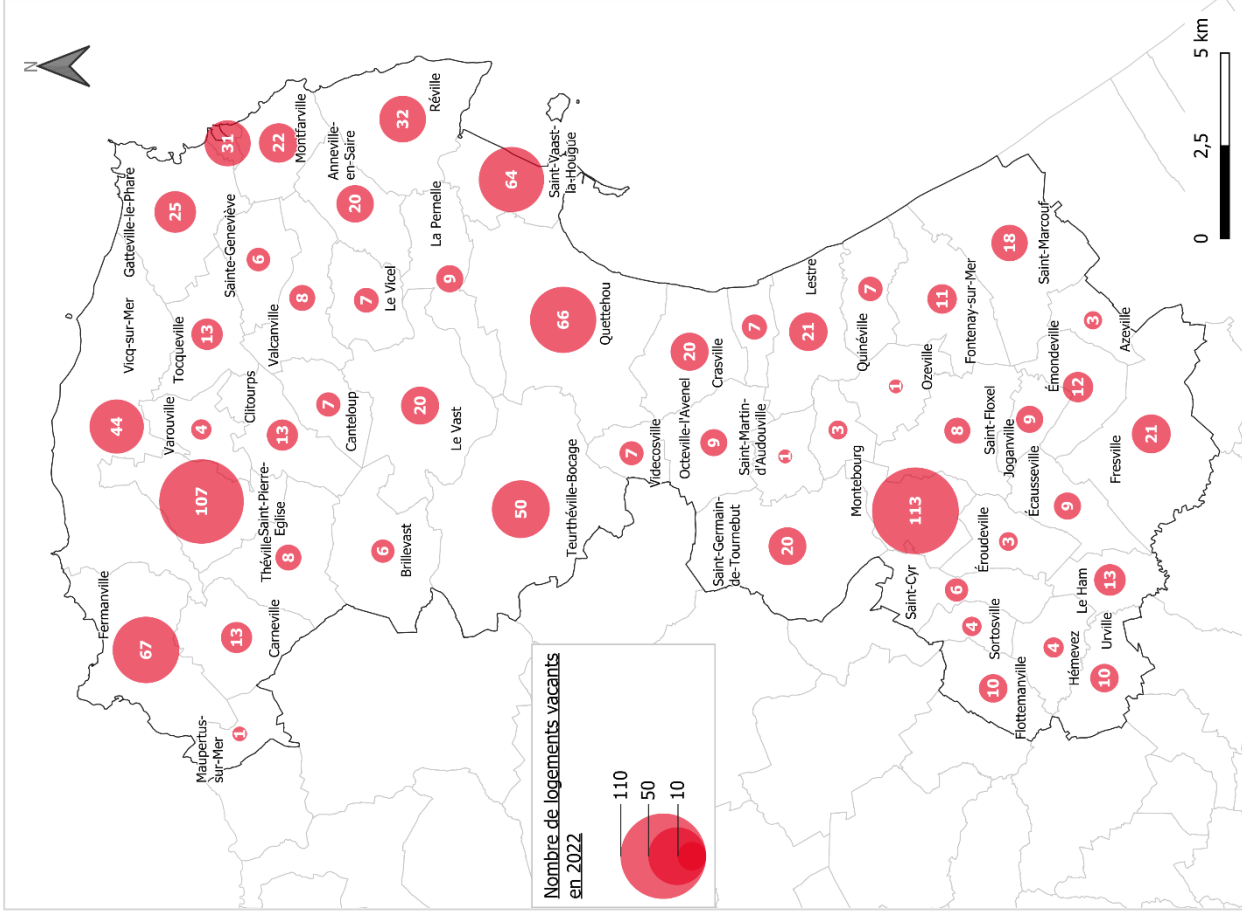 N
Maupertus-
sur-Mer
1
Fermanville
67
Carneville
13
Vicq-sur-Mer
44
Varouville
4
107
Saint-Pierre-
Eglise
Théville
8
Gatteville-le-Phare
25
Tocqueville
13
31
Sainte-Geneviève
6
Clitourps
13
Valcanville
8
22
Montfarville
Canteloup
7
Brillevast
6
Anneville-
en-Saire
20
Le Vicel
7
32
Réville
Le Vast
20
La Pernelle
9
50
Teurthéville-Bocage
64
Saint-Vaast-
la-Hougue
66
Quettehou
Videcosville
7
Octeville-l'Avenel
9
20
Crasville
7
Saint-Germain-
de-Tournebut
20
Saint-Martin-
d'Audouville
1
Lestre
21
3
Montebourg
113
Quinéville
7
Ozeville
1
Saint-Cyr
6
11
Fontenay-sur-Mer
8
Saint-Floxel
Sortosville
4
Éroudeville
3
18
Saint-Marcouf
Joganville
9
Flottemanville
10
Écausseville
9
Émondeville
12
Hémevez
4
Azeville
3
Le Ham
13
Urville
10
Fresville
21
Nombre de logements vacants
en 2022
110
50
10
0
2,5
5 km